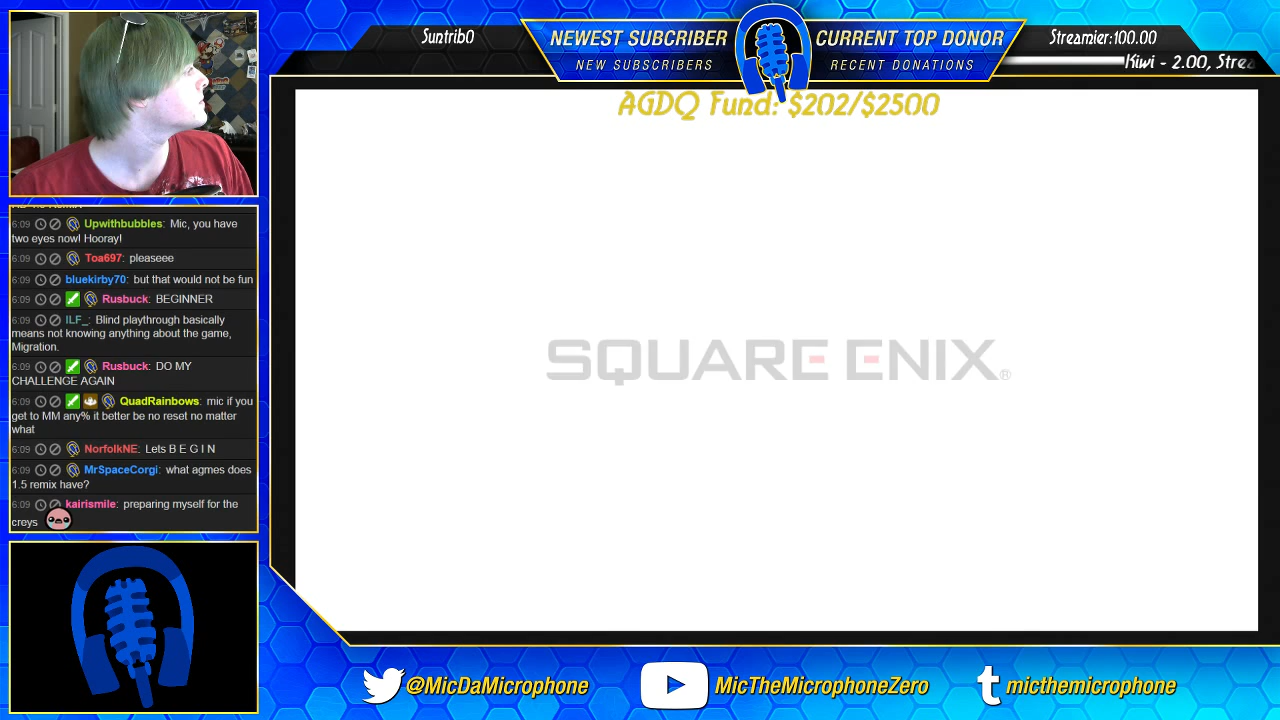 Suntrib0
NEWEST SUBCRIBER
CURRENT TOP DONOR
Streamier:100.00
NEW SUBSCRIBERS
RECENT DONATIONS
Kiwi - 2.00, Strea
AGDQ Fund: $202/$2500
6:09 Upwithbubbles: Mic, you have
two eyes now! Hooray!
6:09 Toa697: pleaseee
6:09 bluekirby70: but that would not be fun
6:09 Rusbuck: BEGINNER
6:09 ILF_: Blind playthrough basically
means not knowing anything about the game,
Migration.
6:09 Rusbuck: DO MY
CHALLENGE AGAIN
6:09 QuadRainbows: mic if you
get to MM any% it better be no reset no matter
what
6:09 NorfolkNE: Lets B E G I N
6:09 MrSpaceCorgi: what agmes does
1.5 remix have?
6:09 kairismile: preparing myself for the
creys
SQUARE ENIX®
@MicDaMicrophone
MicTheMicrophoneZero
micthemicrophone